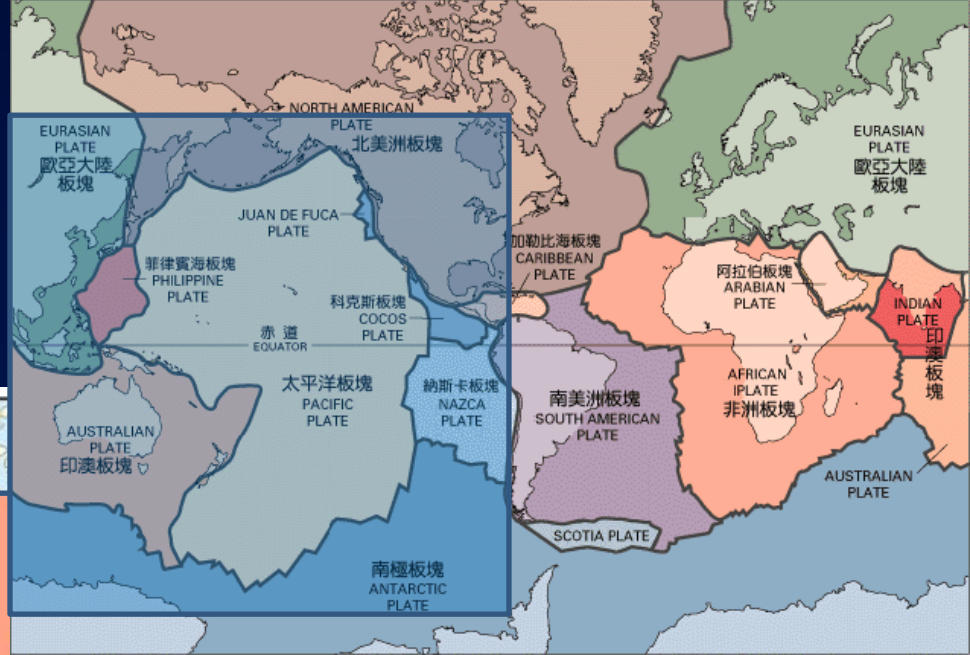 NORTH AMERICAN
PLATE
北美洲板塊
EURASIAN
PLATE
歐亞大陸
板塊
EURASIAN
PLATE
歐亞大陸
板塊
JUAN DE FUCA
PLATE
菲律賓海板塊
PHILIPPINE
PLATE
加勒比海板塊
CARIBBEAN
PLATE
阿拉伯板塊
ARABIAN
PLATE
科克斯板塊
COCOS
PLATE
INDIAN
PLATE
印
澳
板
塊
赤 道
EQUATOR
太平洋板塊
PACIFIC
PLATE
納斯卡板塊
NAZCA
PLATE
南美洲板塊
SOUTH AMERICAN
PLATE
AFRICAN
IPLATE
非洲板塊
AUSTRALIAN
PLATE
印澳板塊
AUSTRALIAN
PLATE
SCOTIA PLATE
南極板塊
ANTARCTIC
PLATE